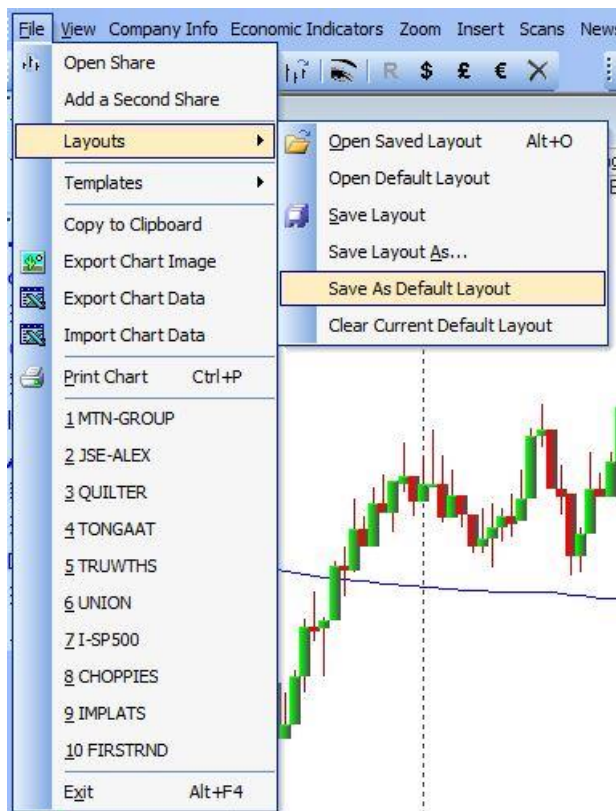 File View Company Info Economic Indicators Zoom Insert Scans New
R $ £ €
Open Share
Add a Second Share
Layouts
Templates
Copy to Clipboard
Export Chart Image
Export Chart Data
Import Chart Data
Print Chart Ctrl+P
1 MTN-GROUP
2 JSE-ALEX
3 QUILTER
4 TONGAAT
5 TRUWTHS
6 UNION
7 I-SP500
8 CHOPPIES
9 IMPLATS
10 FIRSTRND
Exit Alt+F4
Open Saved Layout Alt+O
Open Default Layout
Save Layout
Save Layout As...
Save As Default Layout
Clear Current Default Layout